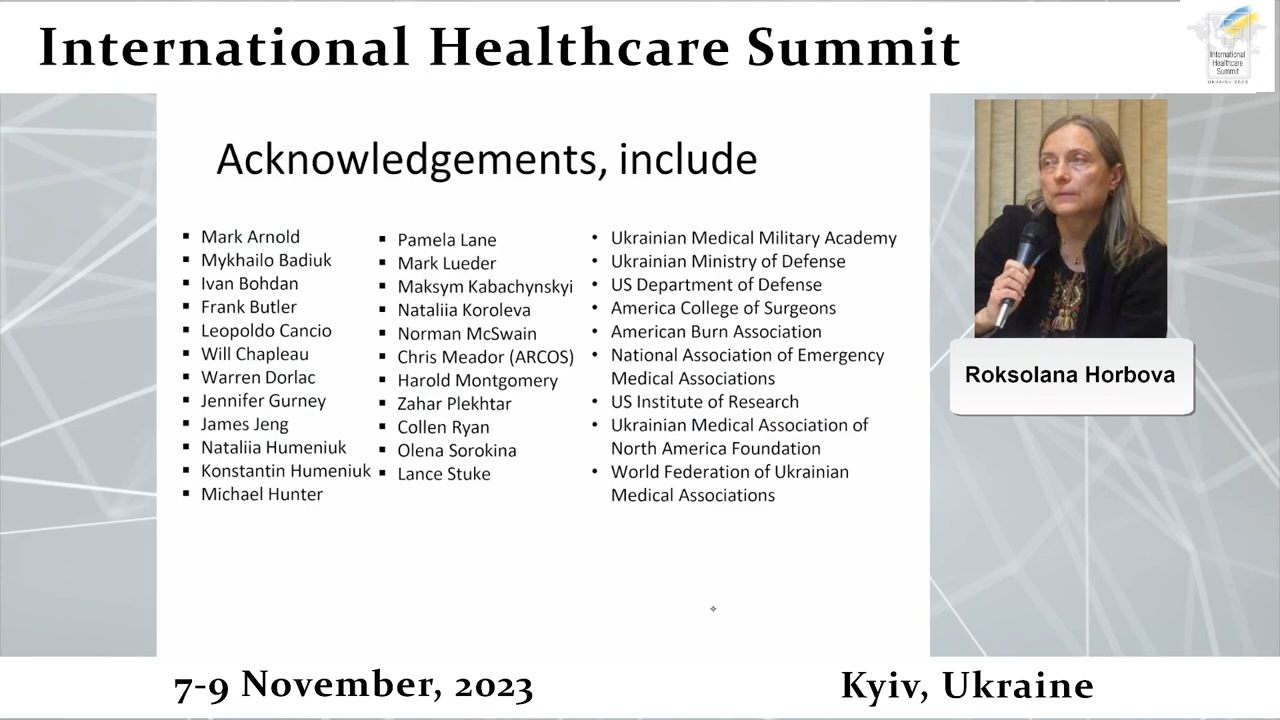 International Healthcare Summit
International
Healthcare
Summit
UKRAINE 2023
Acknowledgements, include
Mark Arnold
Mykhailo Badiuk
Ivan Bohdan
Frank Butler
Leopoldo Cancio
Will Chapleau
Warren Dorlac
Jennifer Gurney
James Jeng
Nataliia Humeniuk
Konstantin Humeniuk
Michael Hunter
Pamela Lane
Mark Lueder
Maksym Kabachynskyi
Nataliia Koroleva
Norman McSwain
Chris Meador (ARCOS)
Harold Montgomery
Zahar Plekhtar
Collen Ryan
Olena Sorokina
Lance Stuke
Ukrainian Medical Military Academy
Ukrainian Ministry of Defense
US Department of Defense
America College of Surgeons
American Burn Association
National Association of Emergency
Medical Associations
US Institute of Research
Ukrainian Medical Association of
North America Foundation
World Federation of Ukrainian
Medical Associations
Roksolana Horbova
7-9 November, 2023
Kyiv, Ukraine